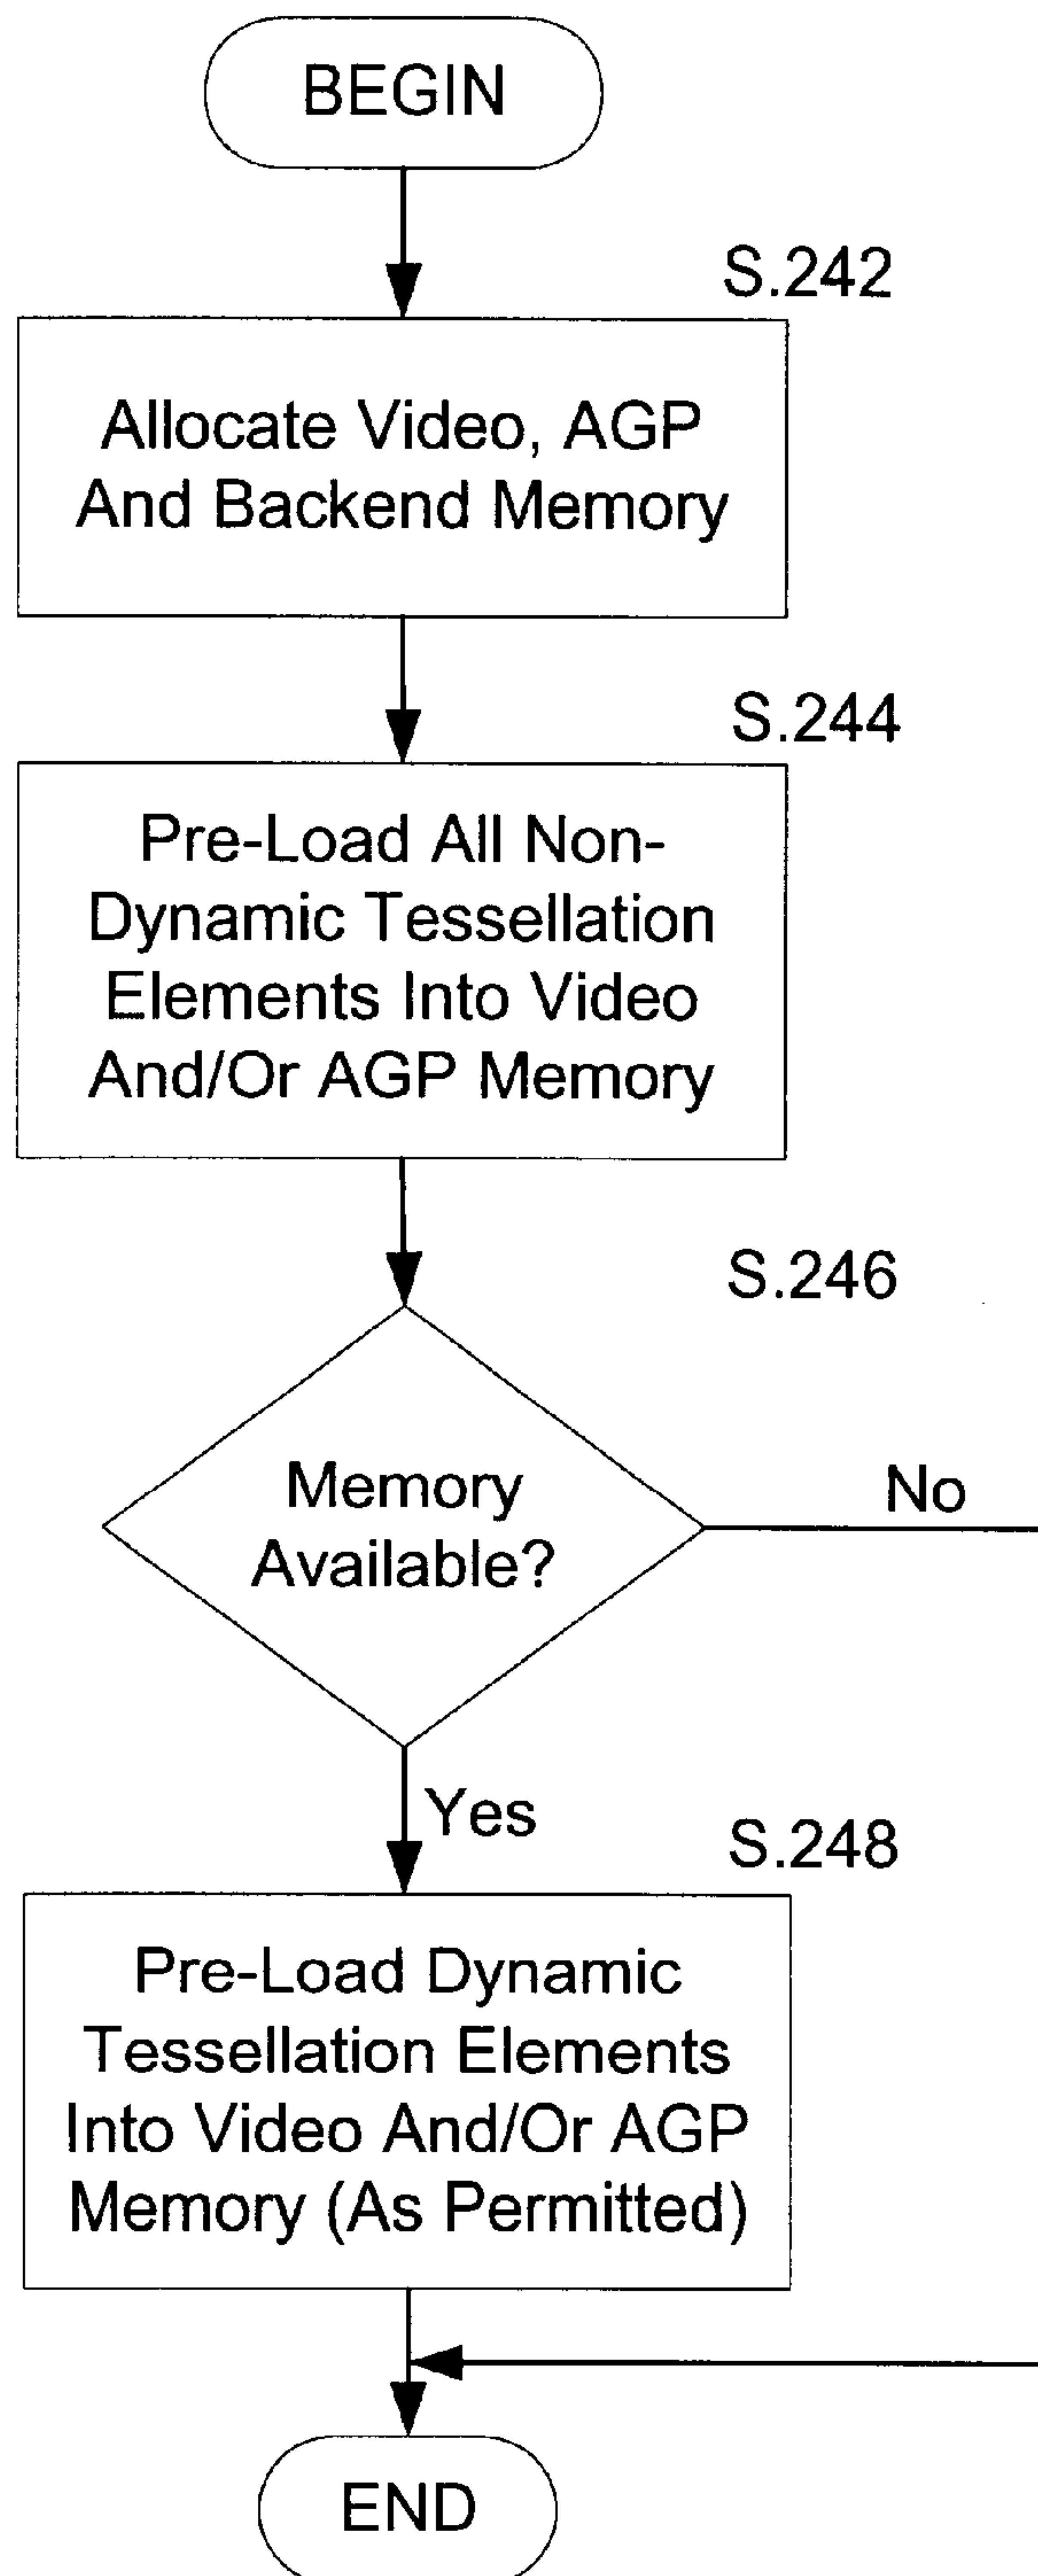 BEGIN
S.242
Allocate Video, AGP
And Backend Memory
S.244
Pre-Load All Non-
Dynamic Tessellation
Elements Into Video
And/Or AGP Memory
S.246
Memory
Available?
No
Yes
S.248
Pre-Load Dynamic
Tessellation Elements
Into Video And/Or AGP
Memory (As Permitted)
END